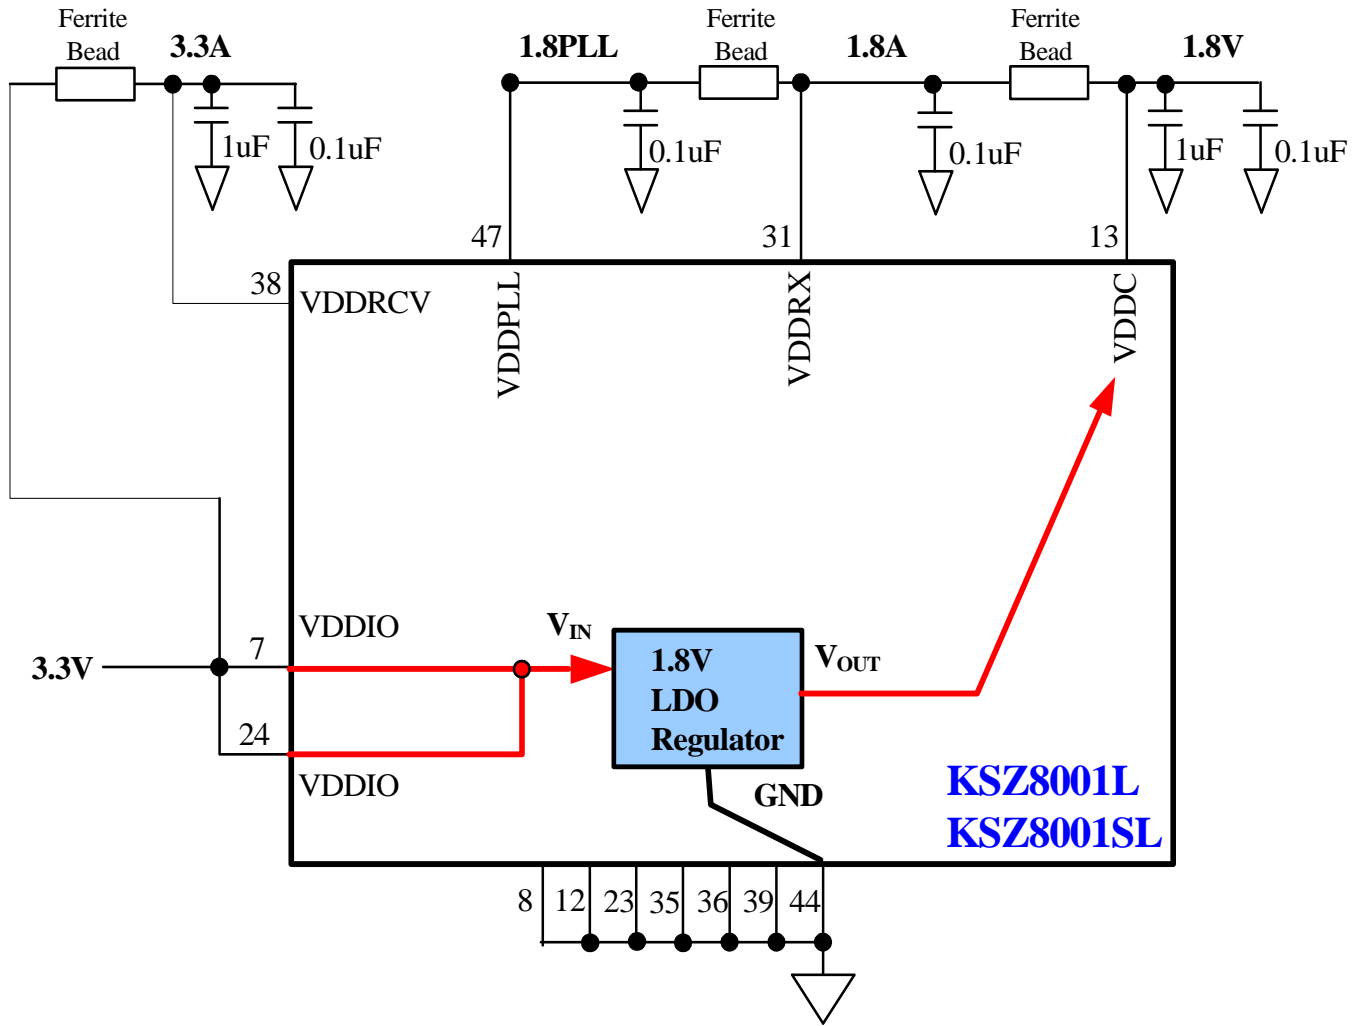 Ferrite
Bead
3.3A
1.8PLL
Ferrite
Bead
1.8A
Ferrite
Bead
1.8V
1uF
0.1uF
0.1uF
0.1uF
1uF
0.1uF
47
31
13
38
VDDRCV
VDDPLL
VDDRX
VDDC
VDDIO
7
3.3V
24
VDDIO
VIN
1.8V
LDO
Regulator
VOUT
GND
KSZ8001L
KSZ8001SL
8
12
23
35
36
39
44